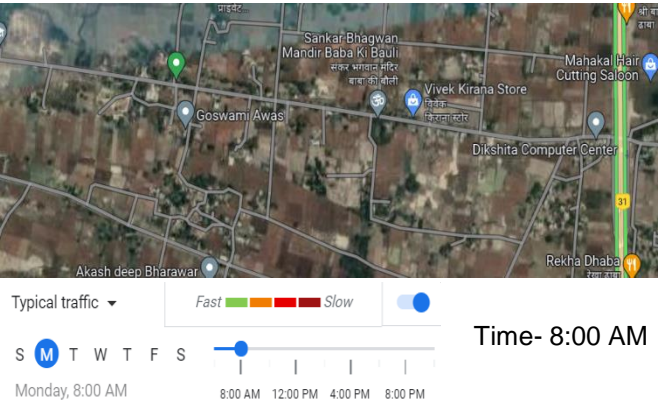 प्राइवेट...
श्री बा
ढाबा
Sankar Bhagwan
Mandir Baba Ki Bauli
संकर भगवान मंदिर
बाबा की बौली
Mahakal Hair
Cutting Saloon
Vivek Kirana Store
विवेक
किराना स्टोर
Goswami Awas
Dikshita Computer Center
31
Rekha Dhaba
रेखा ढाबा
Akash deep Bharawar
Typical traffic
Fast
Slow
Time- 8:00 AM
S M T W T F S
Monday, 8:00 AM
8:00 AM 12:00 PM 4:00 PM 8:00 PM